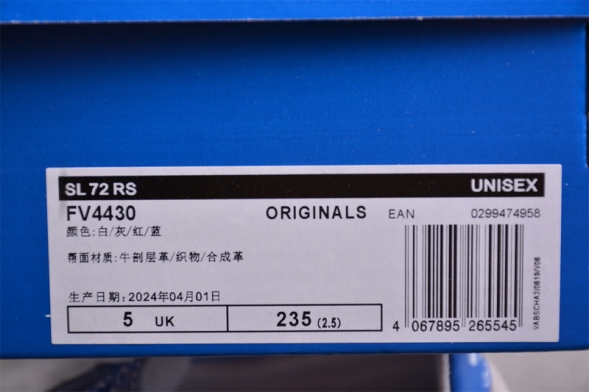 SL 72 RS UNISEX
FV4430 ORIGINALS EAN 0299474958
颜色:白/灰/红/蓝
帮面材质:牛剖层革/织物/合成革
生产日期:2024年04月01日
5 UK 235 (2.5)
4 067895 265545